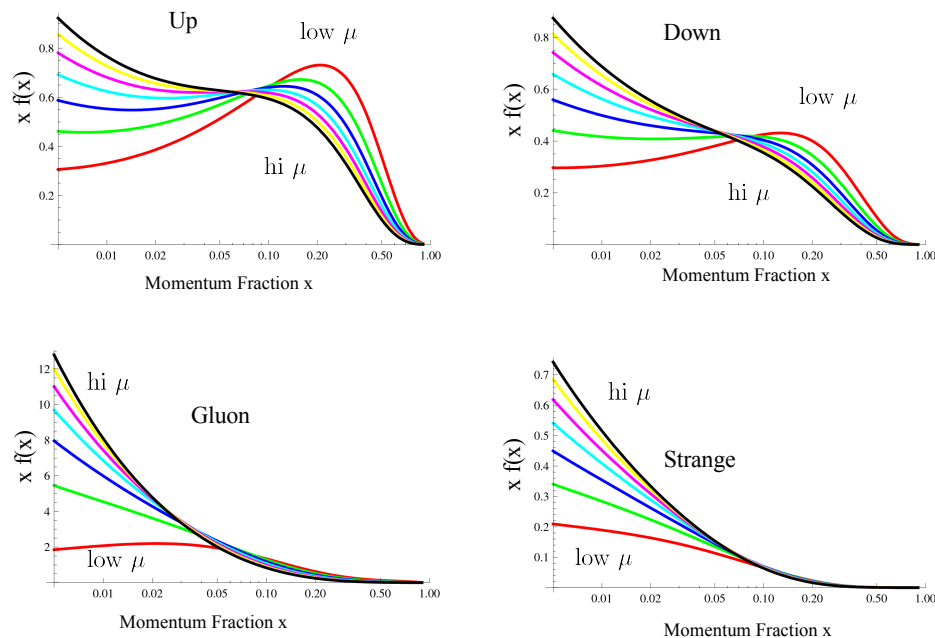 Up
low μ
hi μ
x f(x)
0.8
0.6
0.4
0.2
0.01 0.02 0.05 0.10 0.20 0.50 1.00
Momentum Fraction x
Down
low μ
hi μ
x f(x)
0.8
0.6
0.4
0.2
0.01 0.02 0.05 0.10 0.20 0.50 1.00
Momentum Fraction x
hi μ
Gluon
low μ
x f(x)
12
10
8
6
4
2
0.01 0.02 0.05 0.10 0.20 0.50 1.00
Momentum Fraction x
hi μ
Strange
low μ
x f(x)
0.7
0.6
0.5
0.4
0.3
0.2
0.1
0.01 0.02 0.05 0.10 0.20 0.50 1.00
Momentum Fraction x